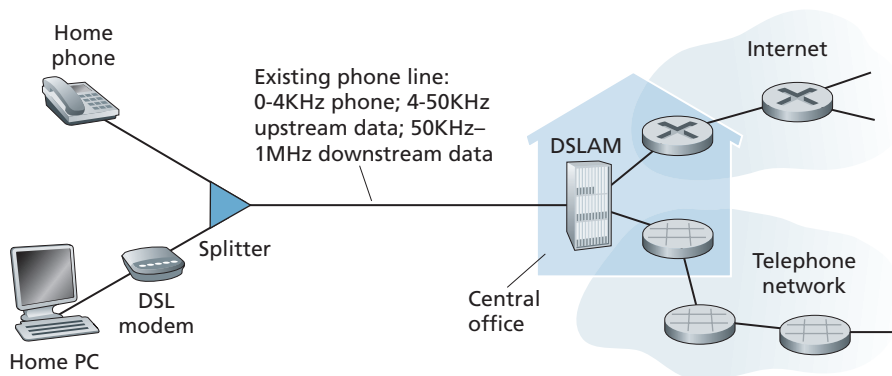 Home
phone
Existing phone line:
0-4KHz phone; 4-50KHz
upstream data; 50KHz–
1MHz downstream data
Internet
DSLAM
Splitter
DSL
modem
Home PC
Central
office
Telephone
network